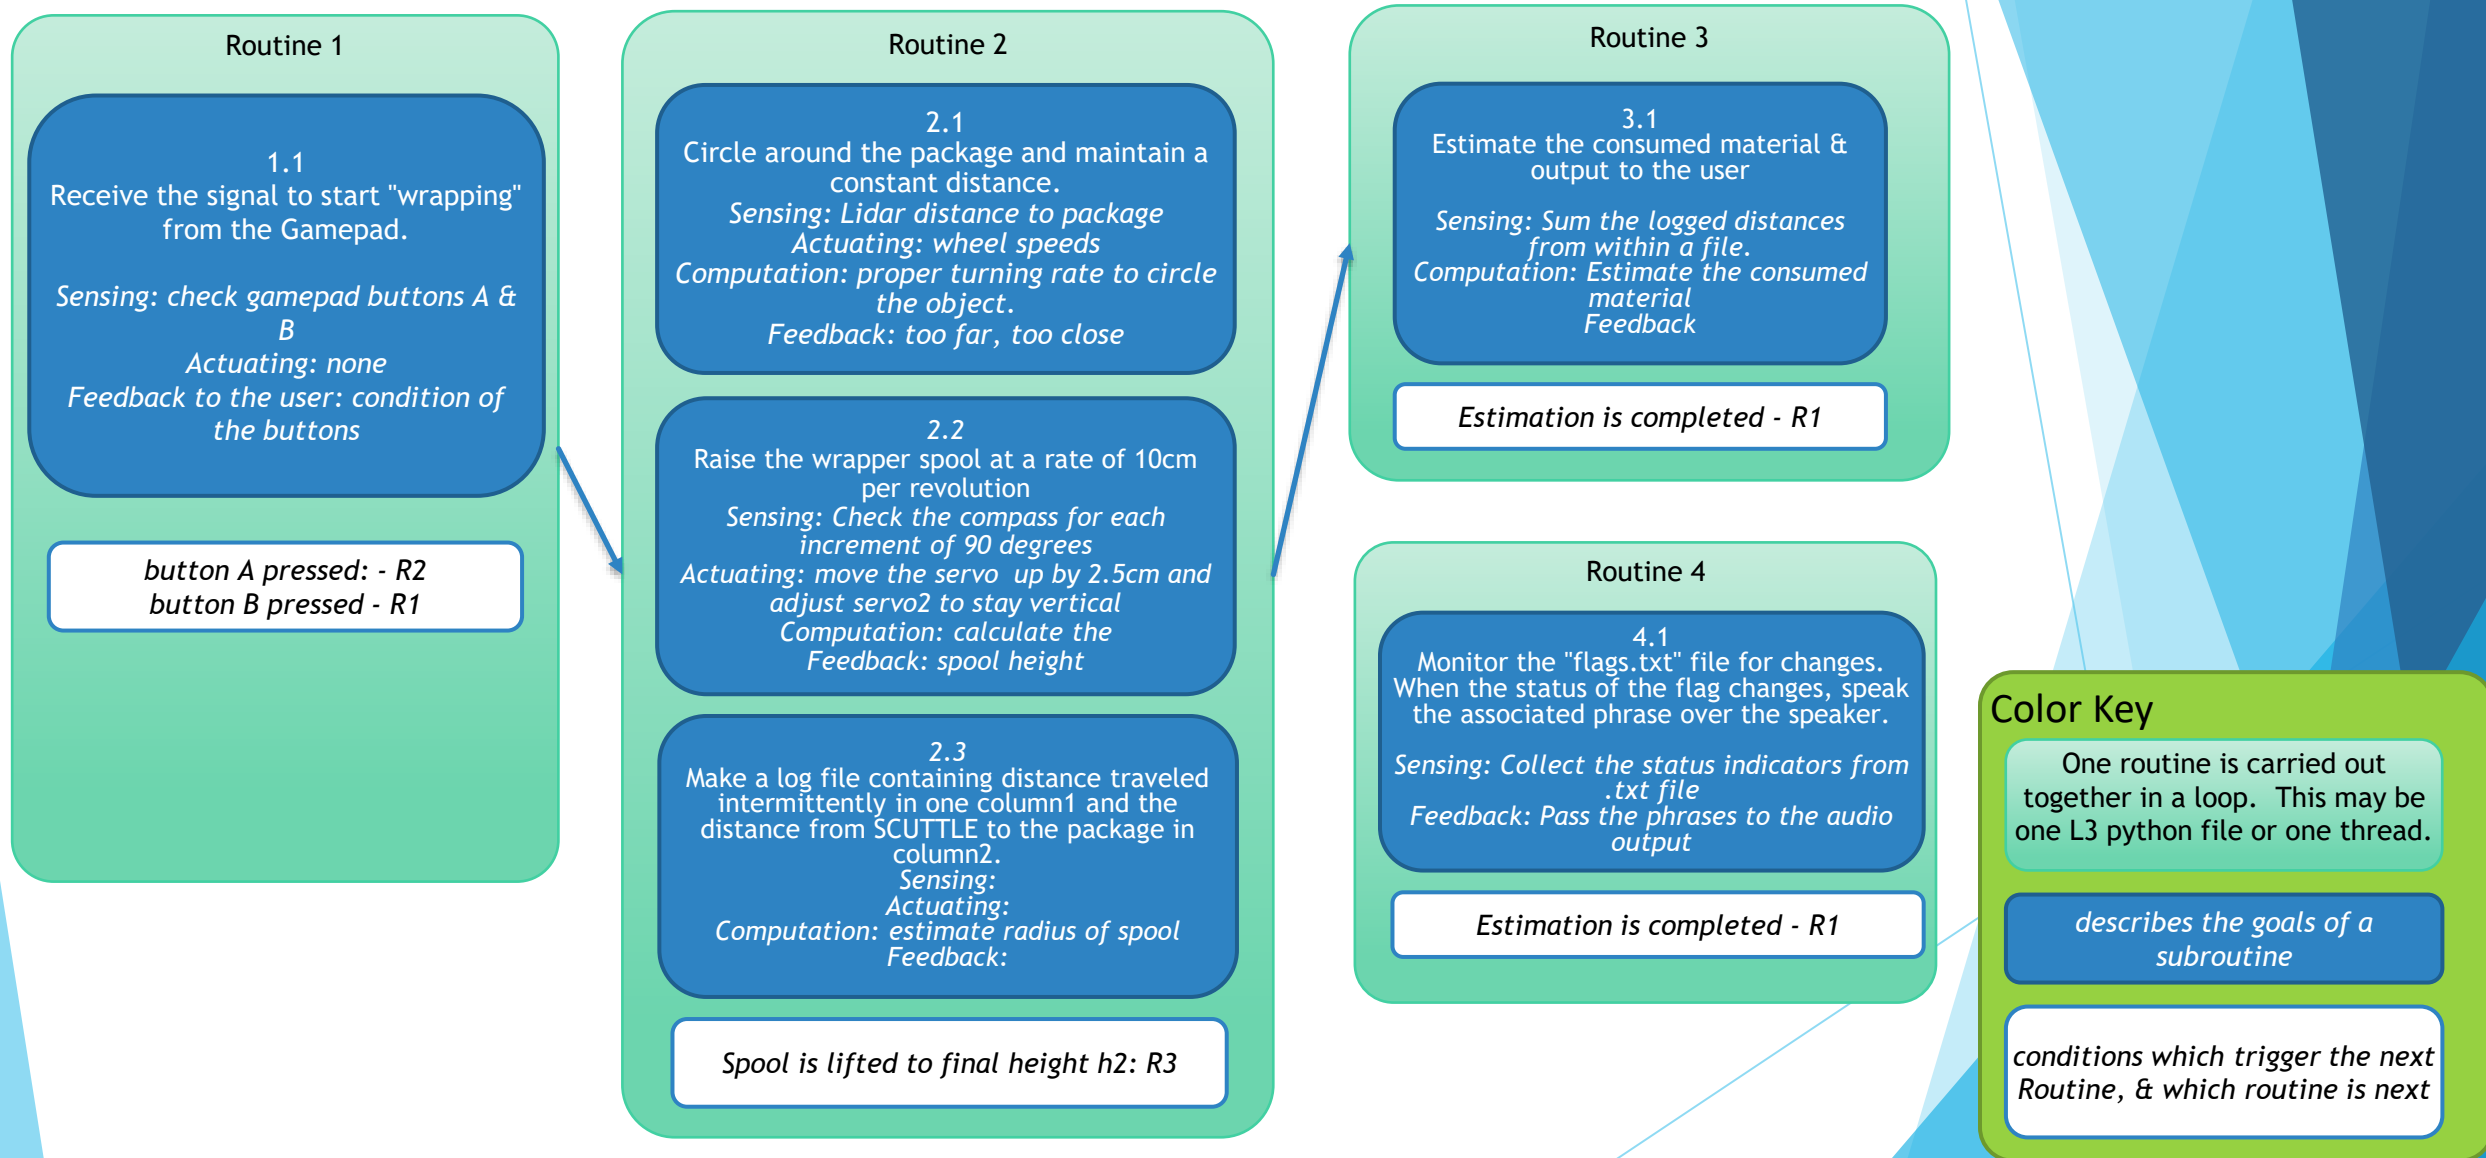 Routine 1
1.1
Receive the signal to start "wrapping"
from the Gamepad.
Sensing: check gamepad buttons A &
B
Actuating: none
Feedback to the user: condition of
the buttons
button A pressed: - R2
button B pressed - R1
Routine 2
2.1
Circle around the package and maintain a
constant distance.
Sensing: Lidar distance to package
Actuating: wheel speeds
Computation: proper turning rate to circle
the object.
Feedback: too far, too close
2.2
Raise the wrapper spool at a rate of 10cm
per revolution
Sensing: Check the compass for each
increment of 90 degrees
Actuating: move the servo  up by 2.5cm and
adjust servo2 to stay vertical
Computation: calculate the
Feedback: spool height
2.3
Make a log file containing distance traveled
intermittently in one column1 and the
distance from SCUTTLE to the package in
column2.
Sensing:
Actuating:
Computation: estimate radius of spool
Feedback:
Spool is lifted to final height h2: R3
Routine 3
3.1
Estimate the consumed material &
output to the user
Sensing: Sum the logged distances
from within a file.
Computation: Estimate the consumed
material
Feedback
Estimation is completed - R1
Routine 4
4.1
Monitor the "flags.txt" file for changes.
When the status of the flag changes, speak
the associated phrase over the speaker.
Sensing: Collect the status indicators from
.txt file
Feedback: Pass the phrases to the audio
output
Estimation is completed - R1
Color Key
One routine is carried out
together in a loop.  This may be
one L3 python file or one thread.
describes the goals of a
subroutine
conditions which trigger the next
Routine, & which routine is next